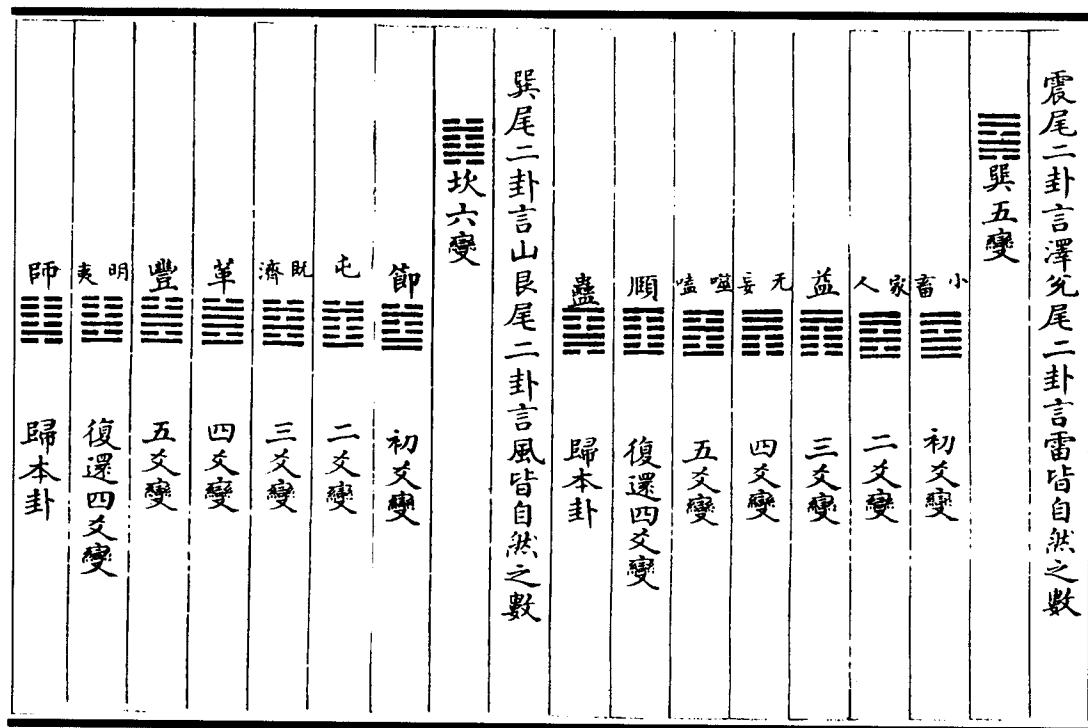 震尾二卦言澤兌尾二卦言雷皆自然之數
巽五變
小畜 初爻變
家人 二爻變
益 三爻變
无妄 四爻變
噬嗑 五爻變
頤 復還四爻變
蠱 歸本卦
巽尾二卦言山艮尾二卦言風皆自然之數
坎六變
節 初爻變
屯 二爻變
既濟 三爻變
革 四爻變
豐 五爻變
明夷 復還四爻變
師 歸本卦